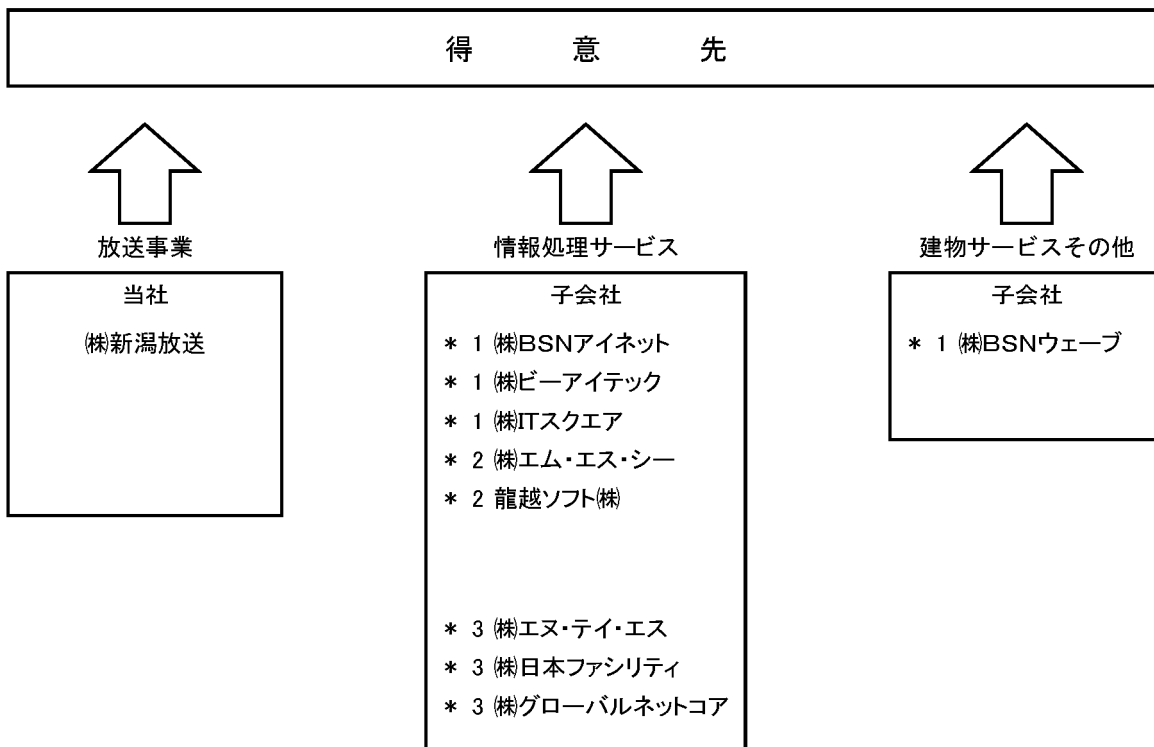 得意先
放送事業
当社
㈱新潟放送
情報処理サービス
子会社
* 1 ㈱BSNアイネット
* 1 ㈱ビーアイテック
* 1 ㈱ITスクエア
* 2 ㈱エム・エス・シー
* 2 龍越ソフト㈱
* 3 ㈱エヌ・テイ・エス
* 3 ㈱日本ファシリティ
* 3 ㈱グローバルネットコア
建物サービスその他
子会社
* 1 ㈱BSNウェーブ